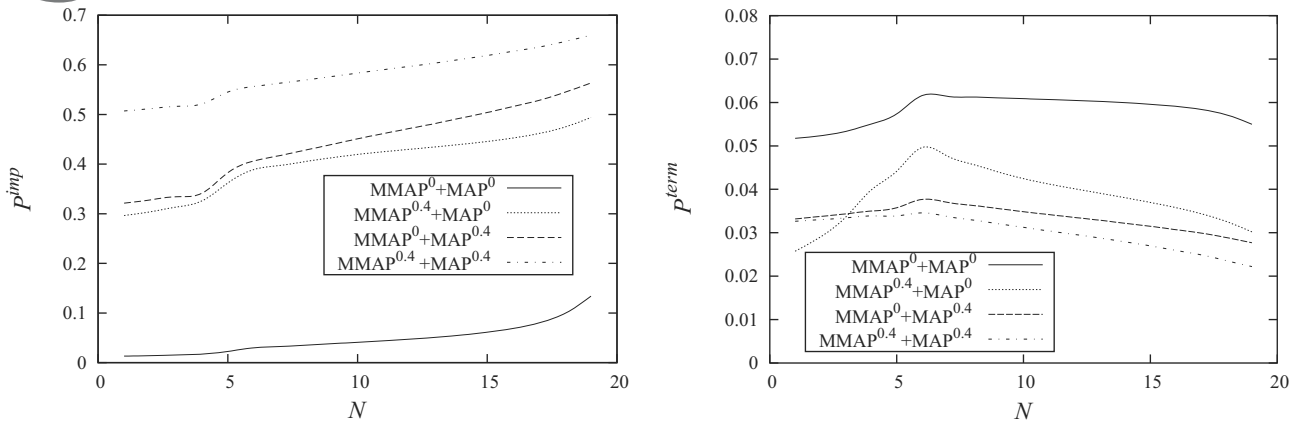 0.7
0.6
0.5
0.4
0.3
0.2
0.1
0
P^imp
MMAP^0+MAP^0
MMAP^0.4+MAP^0
MMAP^0+MAP^0.4
MMAP^0.4+MAP^0.4
0 5 10 15 20
N
0.08
0.07
0.06
0.05
0.04
0.03
0.02
0.01
0
P^term
MMAP^0+MAP^0
MMAP^0.4+MAP^0
MMAP^0+MAP^0.4
MMAP^0.4+MAP^0.4
0 5 10 15 20
N